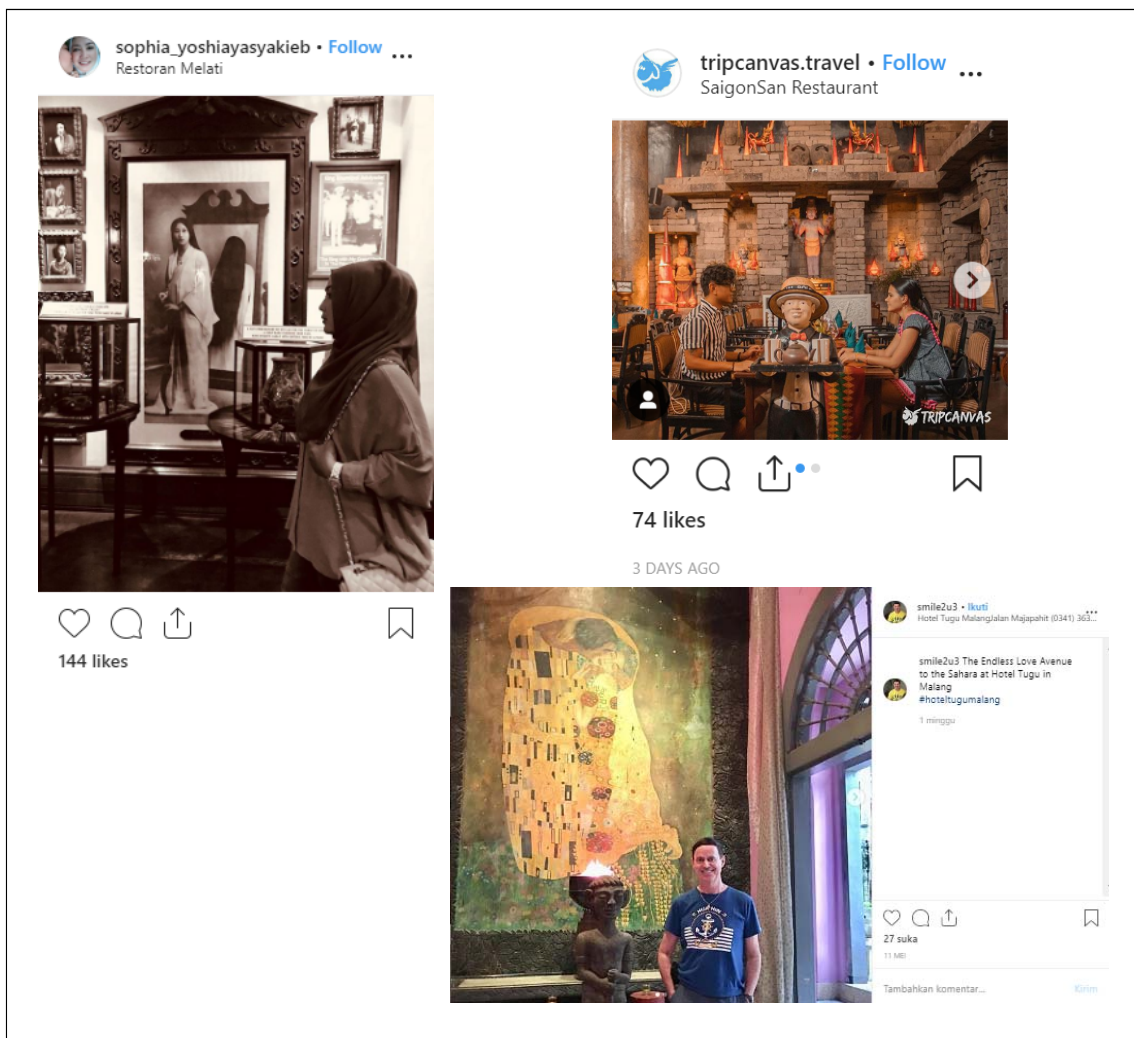 sophia_yoshiayasyakieb • Follow ...
Restoran Melati
144 likes
tripcanvas.travel • Follow ...
SaigonSan Restaurant
TRIPCANVAS
74 likes
3 DAYS AGO
smile2u3 • Ikuti ...
Hotel Tugu MalangJalan Majapahit (0341) 363...
smile2u3 The Endless Love Avenue
to the Sahara at Hotel Tugu in
Malang
#hoteltugumalang
1 minggu
27 suka
11 MEI
Tambahkan komentar...
Kirim